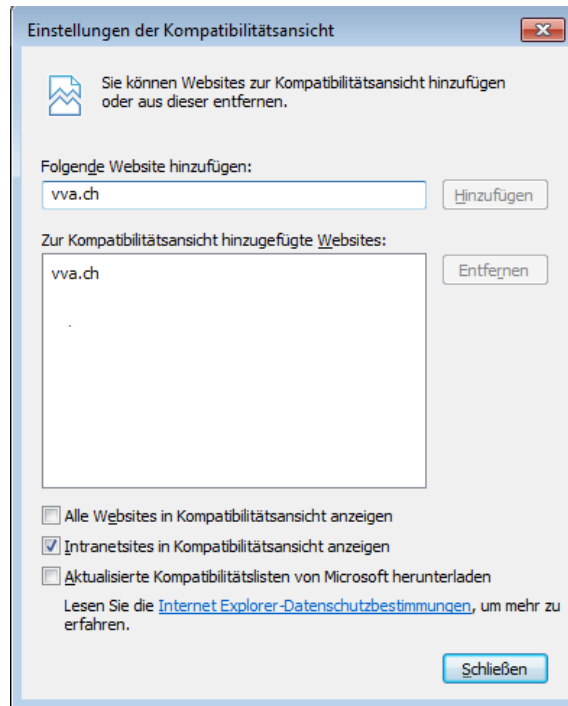 Einstellungen der Kompatibilitätsansicht
Sie können Websites zur Kompatibilitätsansicht hinzufügen
oder aus dieser entfernen.
Folgende Website hinzufügen:
vva.ch
Hinzufügen
Zur Kompatibilitätsansicht hinzugefügte Websites:
vva.ch
Entfernen
Alle Websites in Kompatibilitätsansicht anzeigen
Intranetsites in Kompatibilitätsansicht anzeigen
Aktualisierte Kompatibilitätslisten von Microsoft herunterladen
Lesen Sie die Internet Explorer-Datenschutzbestimmungen, um mehr zu
erfahren.
Schließen